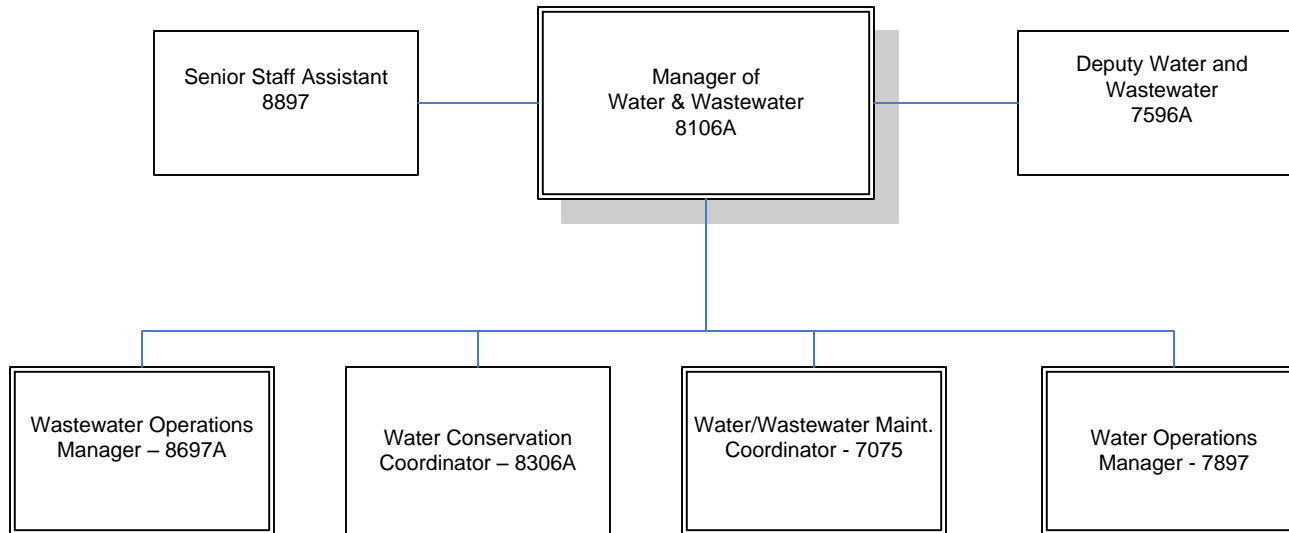 Senior Staff Assistant
8897
Manager of
Water & Wastewater
8106A
Deputy Water and
Wastewater
7596A
Wastewater Operations
Manager – 8697A
Water Conservation
Coordinator – 8306A
Water/Wastewater Maint.
Coordinator - 7075
Water Operations
Manager - 7897